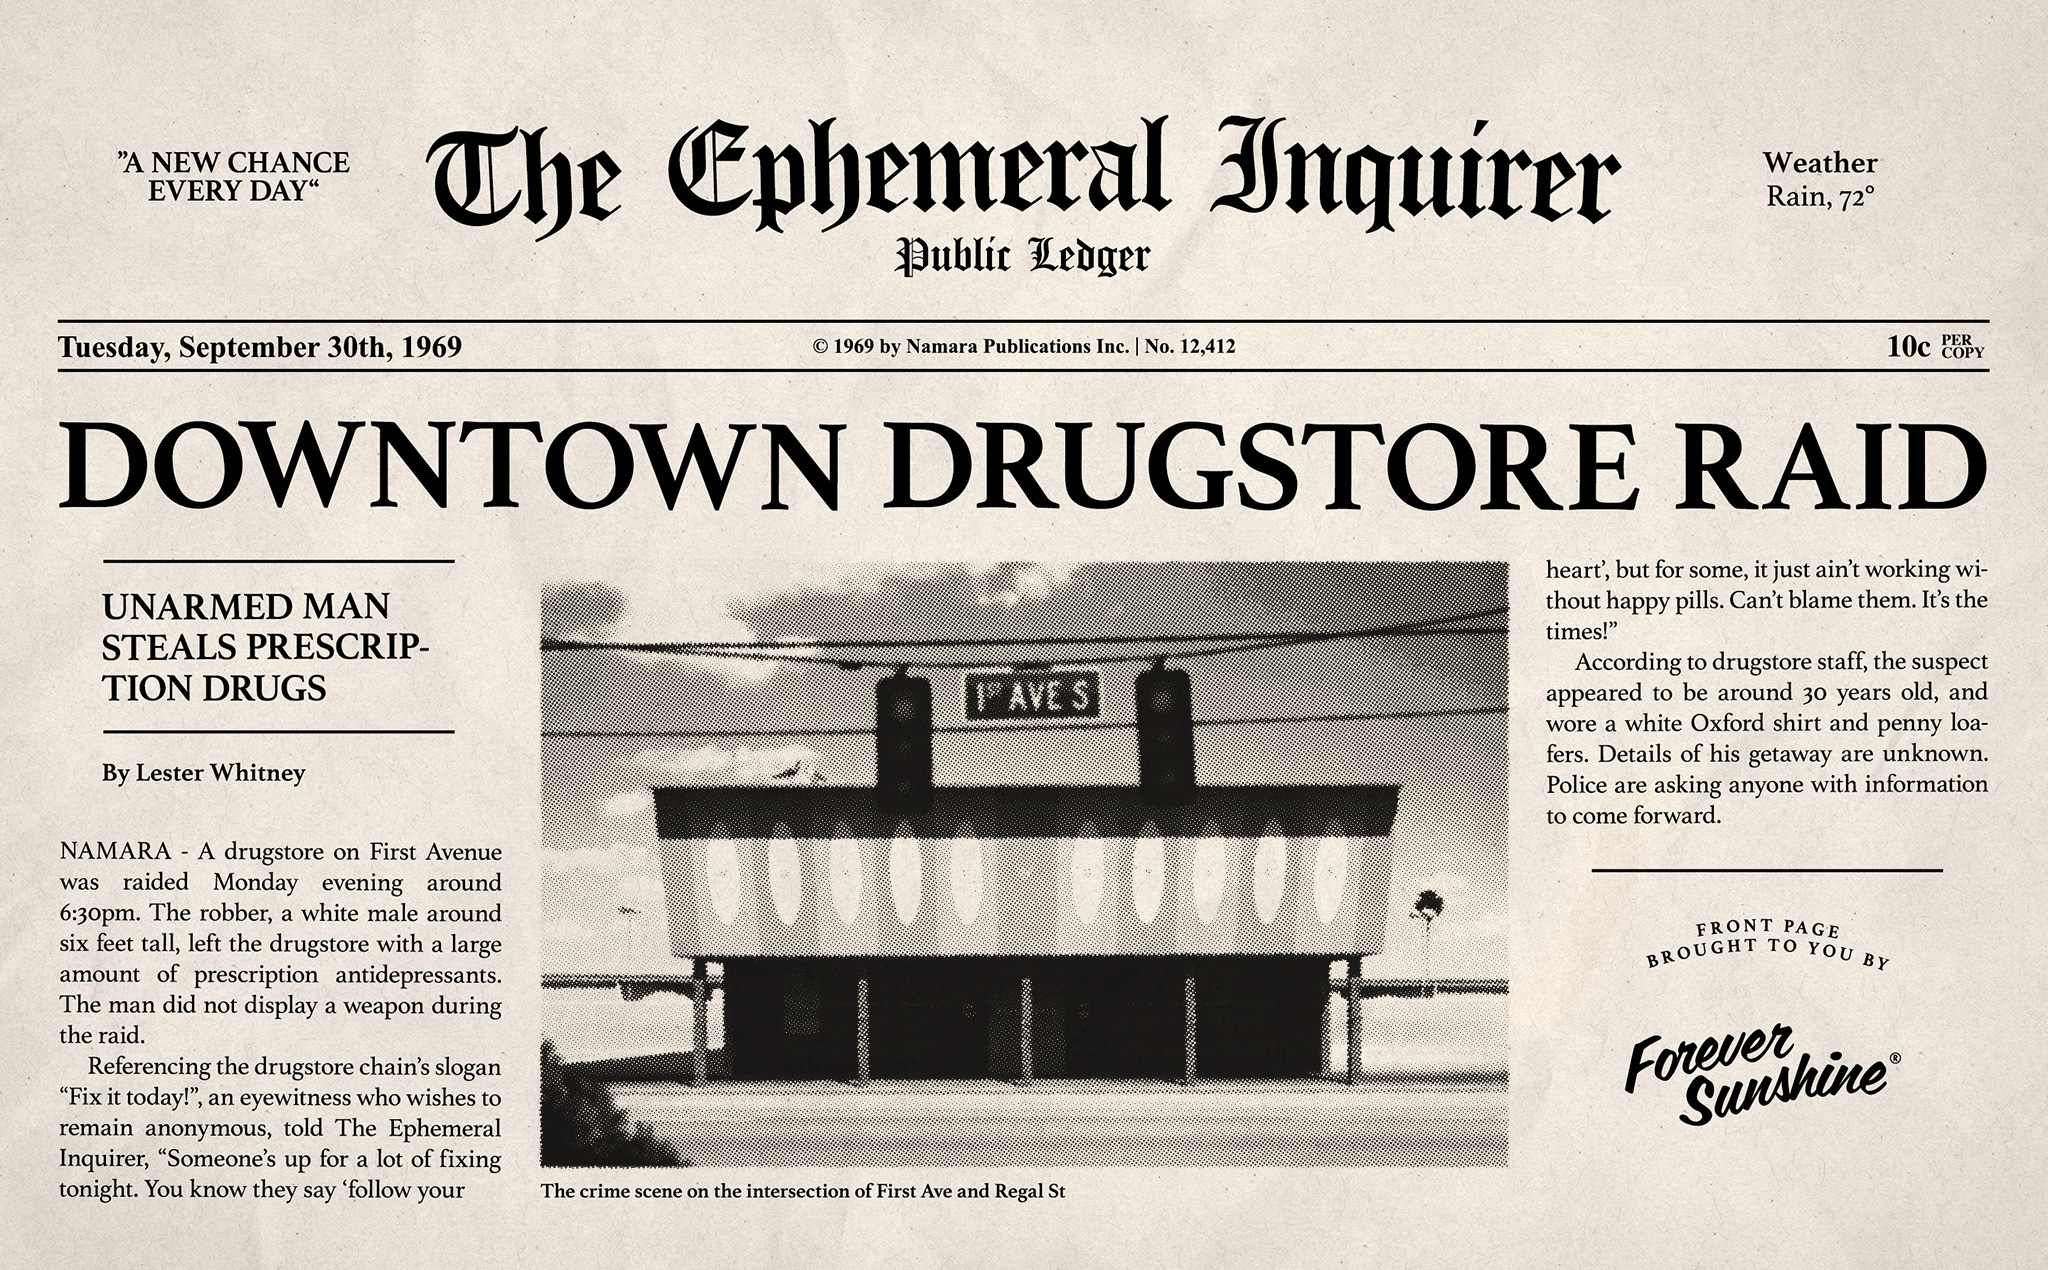 ”A NEW CHANCE
EVERY DAY“
The Ephemeral Inquirer
Public Ledger
Weather
Rain, 72°
Tuesday, September 30th, 1969
© 1969 by Namara Publications Inc. | No. 12,412
10c PER COPY
DOWNTOWN DRUGSTORE RAID
UNARMED MAN
STEALS PRESCRIP-
TION DRUGS
By Lester Whitney
NAMARA - A drugstore on First Avenue
was raided Monday evening around
6:30pm. The robber, a white male around
six feet tall, left the drugstore with a large
amount of prescription antidepressants.
The man did not display a weapon during
the raid.
Referencing the drugstore chain’s slogan
“Fix it today!”, an eyewitness who wishes to
remain anonymous, told The Ephemeral
Inquirer, “Someone’s up for a lot of fixing
tonight. You know they say ‘follow your
1ST AVE S
The crime scene on the intersection of First Ave and Regal St
heart’, but for some, it just ain’t working wi-
thout happy pills. Can’t blame them. It’s the
times!”
According to drugstore staff, the suspect
appeared to be around 30 years old, and
wore a white Oxford shirt and penny loa-
fers. Details of his getaway are unknown.
Police are asking anyone with information
to come forward.
FRONT PAGE
BROUGHT TO YOU BY
Forever
Sunshine®